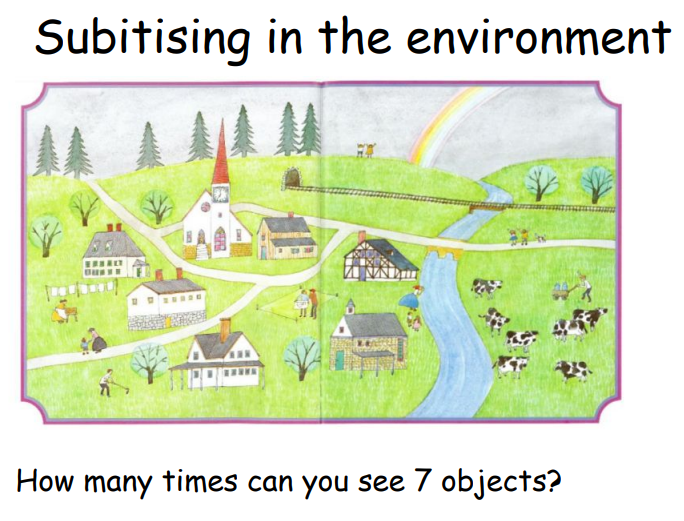 Subitising in the environment
How many times can you see 7 objects?